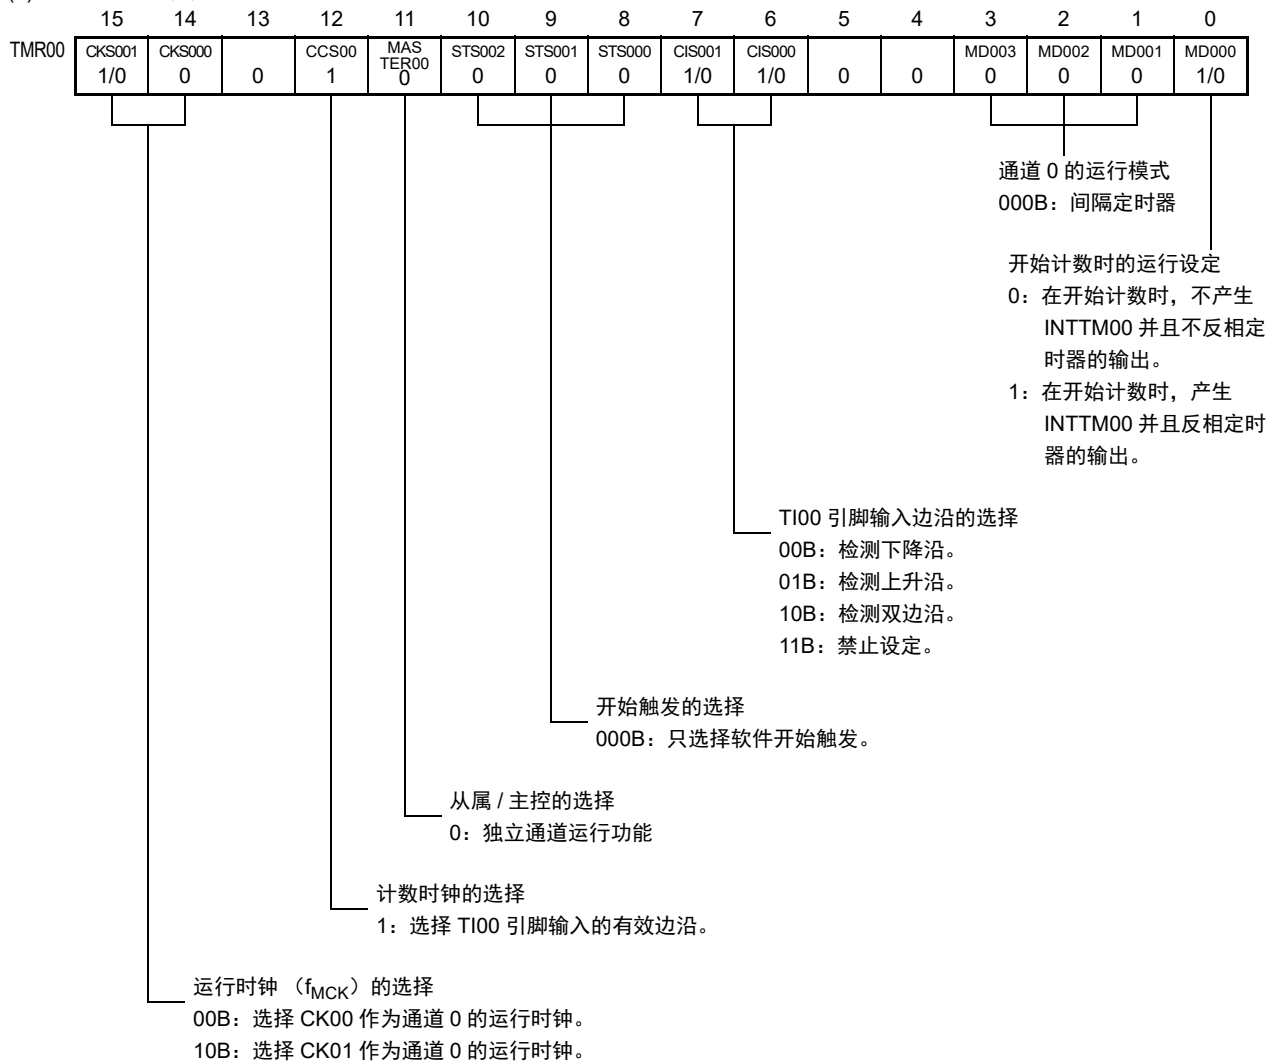 15 14 13 12 11 10 9 8 7 6 5 4 3 2 1 0
TMR00
CKS001 CKS000 CCS00 MAS TER00 STS002 STS001 STS000 CIS001 CIS000 MD003 MD002 MD001 MD000
1/0 0 0 1 0 0 0 0 1/0 1/0 0 0 0 0 0 1/0
通道 0 的运行模式
000B：间隔定时器
开始计数时的运行设定
0：在开始计数时，不产生
INTTM00 并且不反相定
时器的输出。
1：在开始计数时，产生
INTTM00 并且反相定时
器的输出。
TI00 引脚输入边沿的选择
00B：检测下降沿。
01B：检测上升沿。
10B：检测双边沿。
11B：禁止设定。
开始触发的选择
000B：只选择软件开始触发。
从属 / 主控的选择
0：独立通道运行功能
计数时钟的选择
1：选择 TI00 引脚输入的有效边沿。
运行时钟 （fMCK）的选择
00B：选择 CK00 作为通道 0 的运行时钟。
10B：选择 CK01 作为通道 0 的运行时钟。